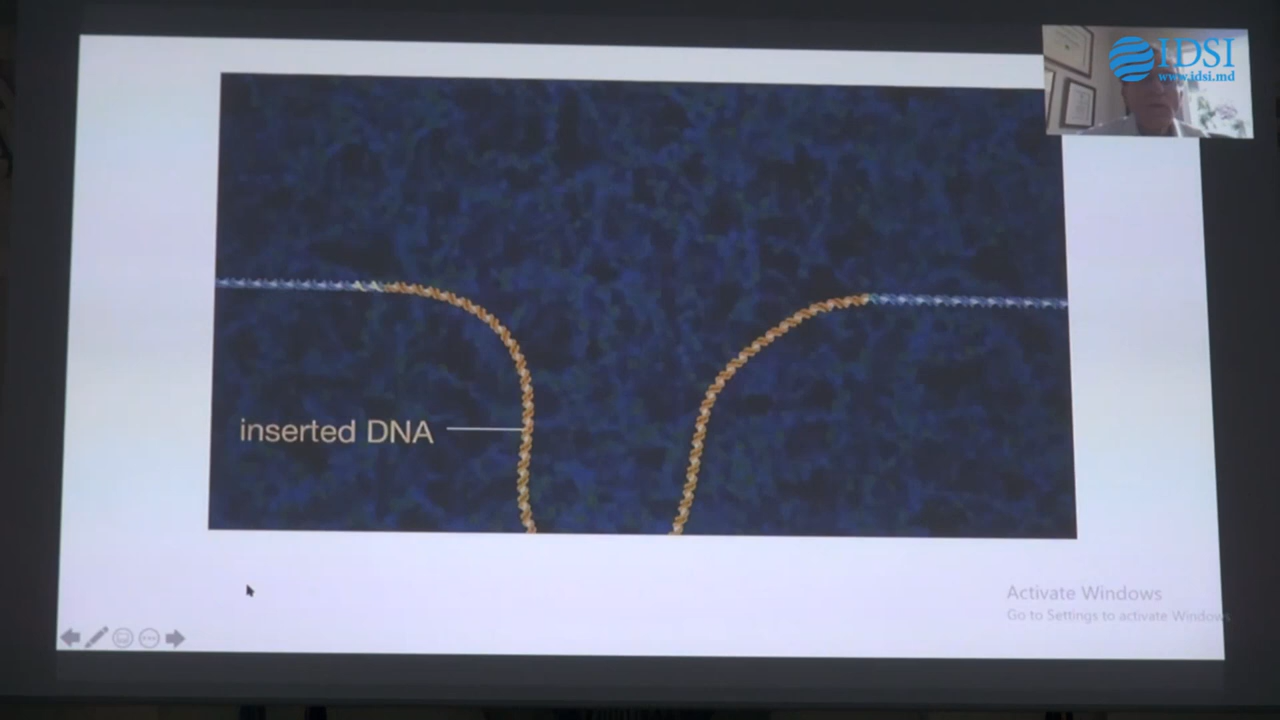 IDSI
www.idsi.md
inserted DNA
Activate Windows
Go to Settings to activate Windows